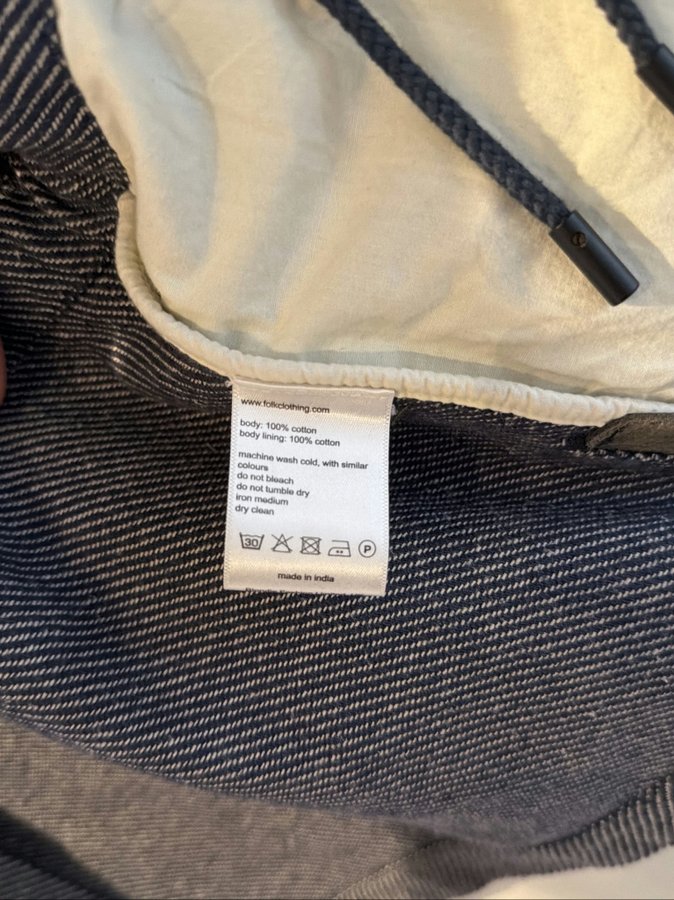 www.folkclothing.com
body: 100% cotton
body lining: 100% cotton
machine wash cold, with similar
colours
do not bleach
do not tumble dry
iron medium
dry clean
30 P
made in india